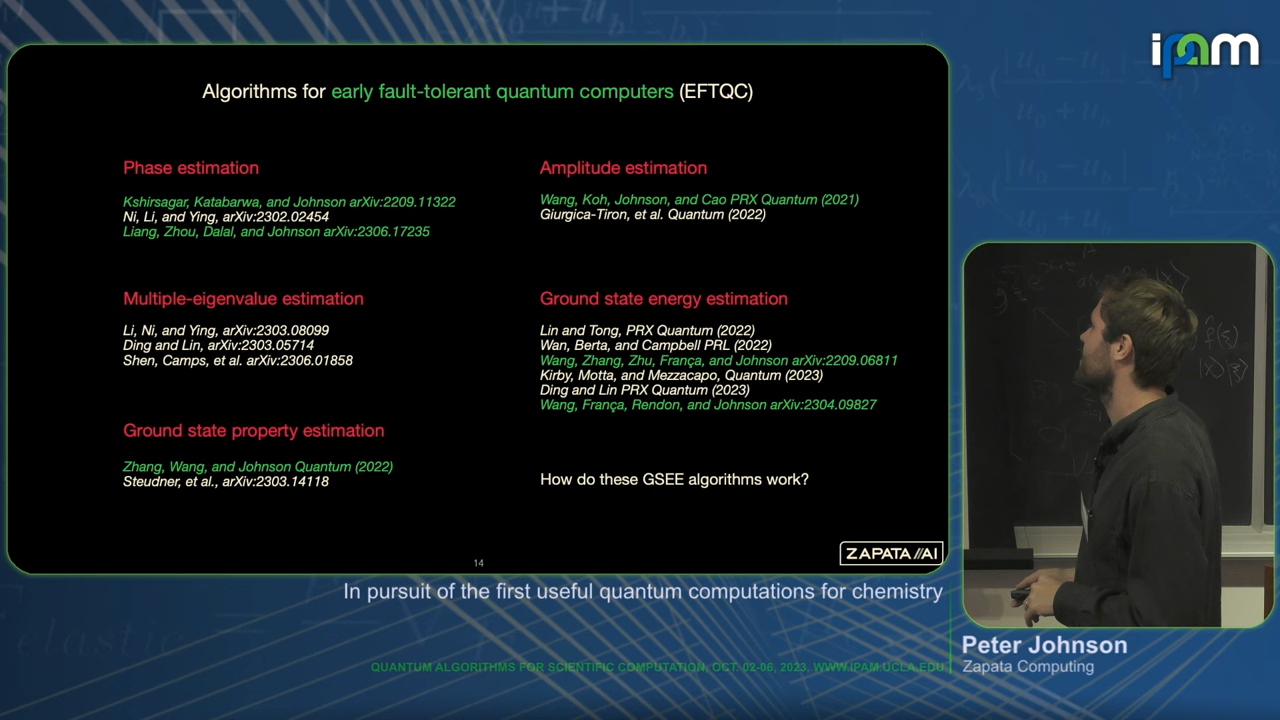 ipam
Algorithms for early fault-tolerant quantum computers (EFTQC)
Phase estimation
Kshirsagar, Katabarwa, and Johnson arXiv:2209.11322
Ni, Li, and Ying, arXiv:2302.02454
Liang, Zhou, Dalal, and Johnson arXiv:2306.17235
Amplitude estimation
Wang, Koh, Johnson, and Cao PRX Quantum (2021)
Giurgica-Tiron, et al. Quantum (2022)
Multiple-eigenvalue estimation
Li, Ni, and Ying, arXiv:2303.08099
Ding and Lin, arXiv:2303.05714
Shen, Camps, et al. arXiv:2306.01858
Ground state energy estimation
Lin and Tong, PRX Quantum (2022)
Wan, Berta, and Campbell PRL (2022)
Wang, Zhang, Zhu, França, and Johnson arXiv:2209.06811
Kirby, Motta, and Mezzacapo, Quantum (2023)
Ding and Lin PRX Quantum (2023)
Wang, França, Rendon, and Johnson arXiv:2304.09827
Ground state property estimation
Zhang, Wang, and Johnson Quantum (2022)
Steudner, et al., arXiv:2303.14118
How do these GSEE algorithms work?
ZAPATA//AI
14
In pursuit of the first useful quantum computations for chemistry
Peter Johnson
Zapata Computing
QUANTUM ALGORITHMS FOR SCIENTIFIC COMPUTATION, OCT. 02-06, 2023, WWW.IPAM.UCLA.EDU
elastic